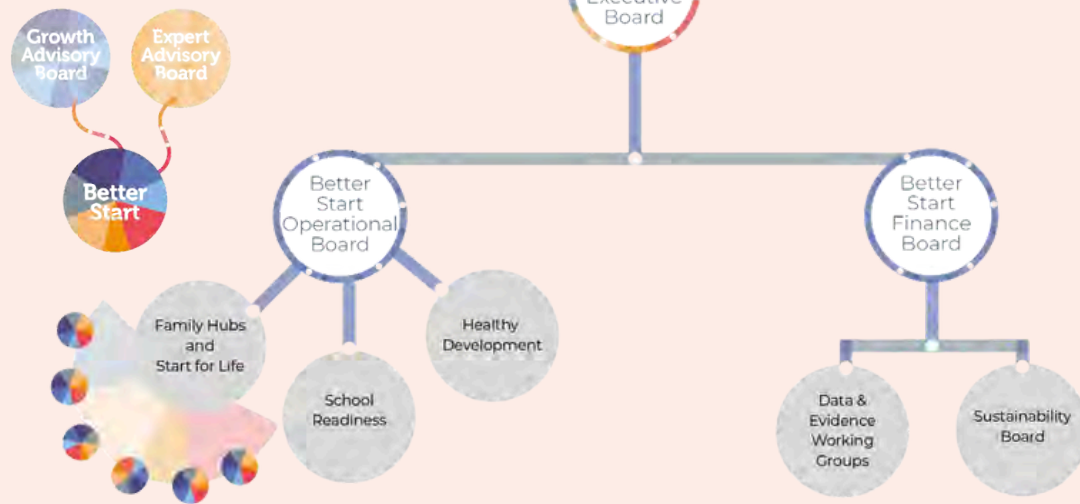 Executive
Board
Growth
Advisory
Board
Expert
Advisory
Board
Better
Start
Better
Start
Operational
Board
Better
Start
Finance
Board
Family Hubs
and
Start for Life
School
Readiness
Healthy
Development
Data &
Evidence
Working
Groups
Sustainability
Board